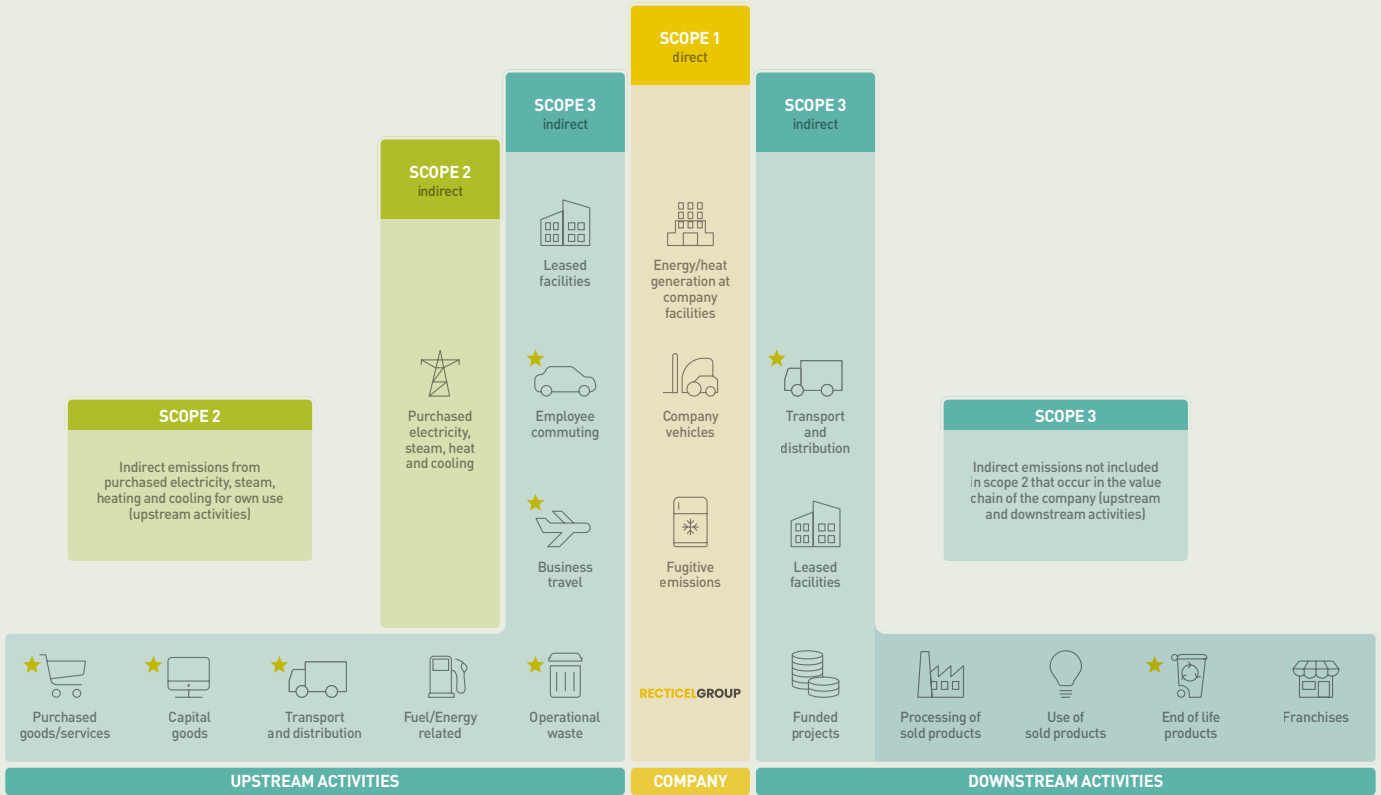 SCOPE 1
direct
SCOPE 3
indirect
SCOPE 3
indirect
SCOPE 2
indirect
Leased
facilities
Energy/heat
generation at
company
facilities
Purchased
electricity,
steam, heat
and cooling
Employee
commuting
Company
vehicles
Transport
and
distribution
SCOPE 2
Indirect emissions from
purchased electricity, steam,
heating and cooling for own use
(upstream activities)
SCOPE 3
Indirect emissions not included
in scope 2 that occur in the value
chain of the company (upstream
and downstream activities)
Business
travel
Fugitive
emissions
Leased
facilities
Purchased
goods/services
Capital
goods
Transport
and distribution
Fuel/Energy
related
Operational
waste
RECTICELGROUP
Funded
projects
Processing of
sold products
Use of
sold products
End of life
products
Franchises
UPSTREAM ACTIVITIES
COMPANY
DOWNSTREAM ACTIVITIES